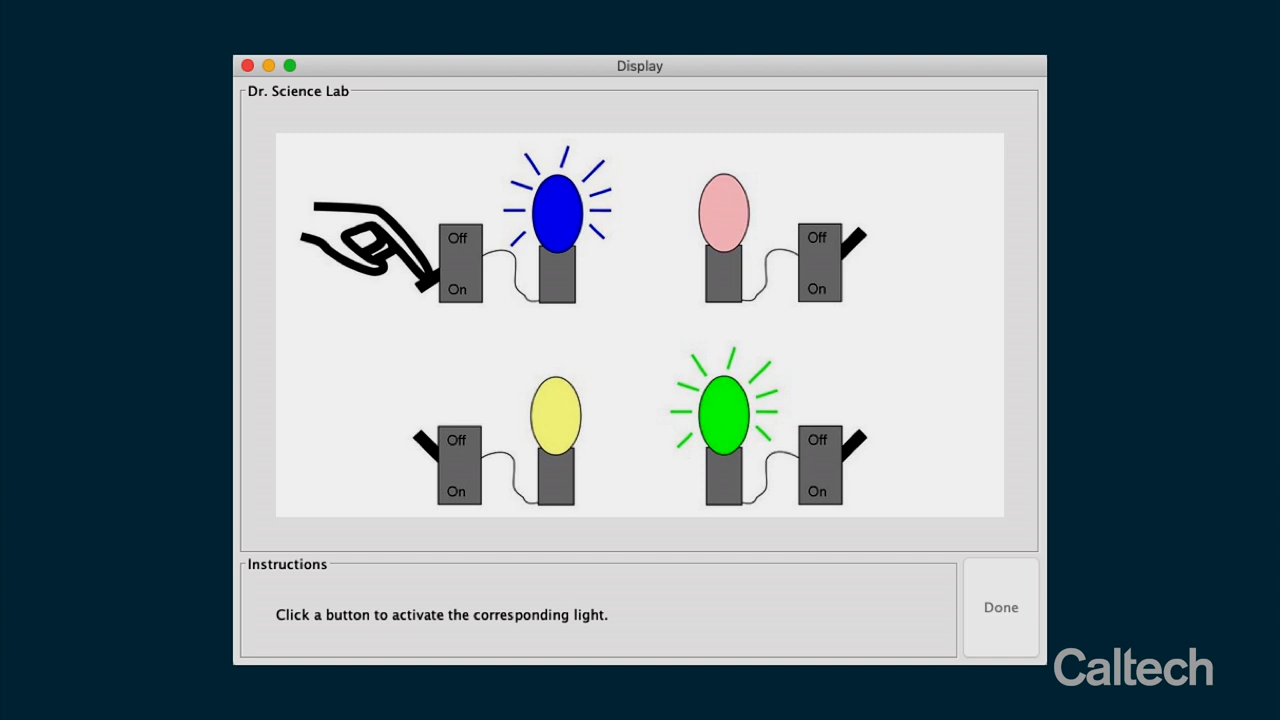 Display
Dr. Science Lab
Off
On
Off
On
Off
On
Off
On
Instructions
Click a button to activate the corresponding light.
Done
Caltech